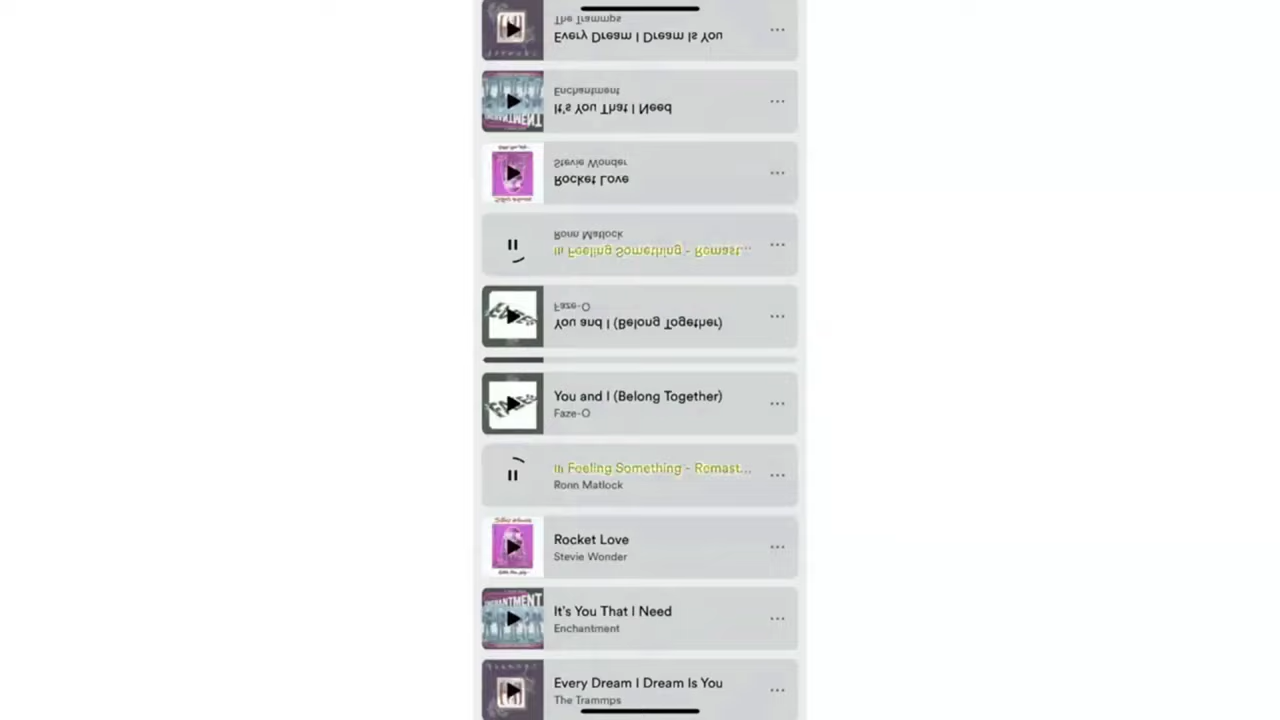 The Trammps
Every Dream I Dream Is You
Enchantment
It's You That I Need
Stevie Wonder
Rocket Love
Ronn Matlock
Feeling Something - Remast...
Faze-O
You and I (Belong Together)
You and I (Belong Together)
Faze-O
Feeling Something - Remast...
Ronn Matlock
Rocket Love
Stevie Wonder
ENCHANTMENT
It's You That I Need
Enchantment
Every Dream I Dream Is You
The Trammps